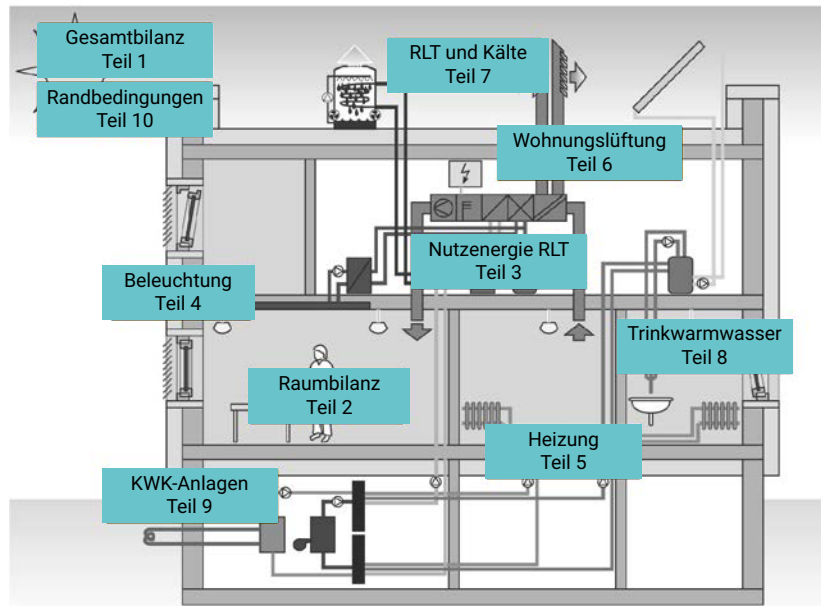 Gesamtbilanz
Teil 1
RLT und Kälte
Teil 7
Randbedingungen
Teil 10
Wohnungslüftung
Teil 6
Nutzenergie RLT
Teil 3
Beleuchtung
Teil 4
Trinkwarmwasser
Teil 8
Raumbilanz
Teil 2
Heizung
Teil 5
KWK-Anlagen
Teil 9